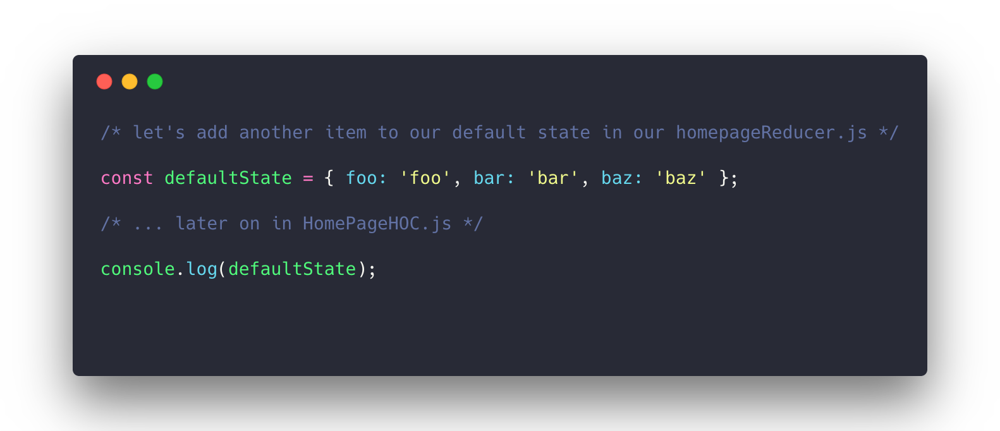 /* let's add another item to our default state in our homepageReducer.js */
const defaultState = { foo: 'foo', bar: 'bar', baz: 'baz' };
/* ... later on in HomePageHOC.js */
console.log(defaultState);